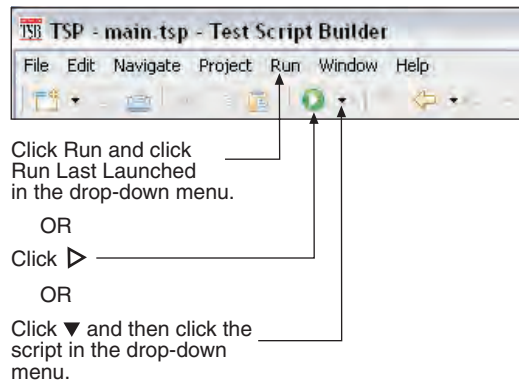 TSB TSP - main.tsp - Test Script Builder
File Edit Navigate Project Run Window Help
Click Run and click
Run Last Launched
in the drop-down menu.
OR
Click ▷
OR
Click ▼ and then click the
script in the drop-down
menu.